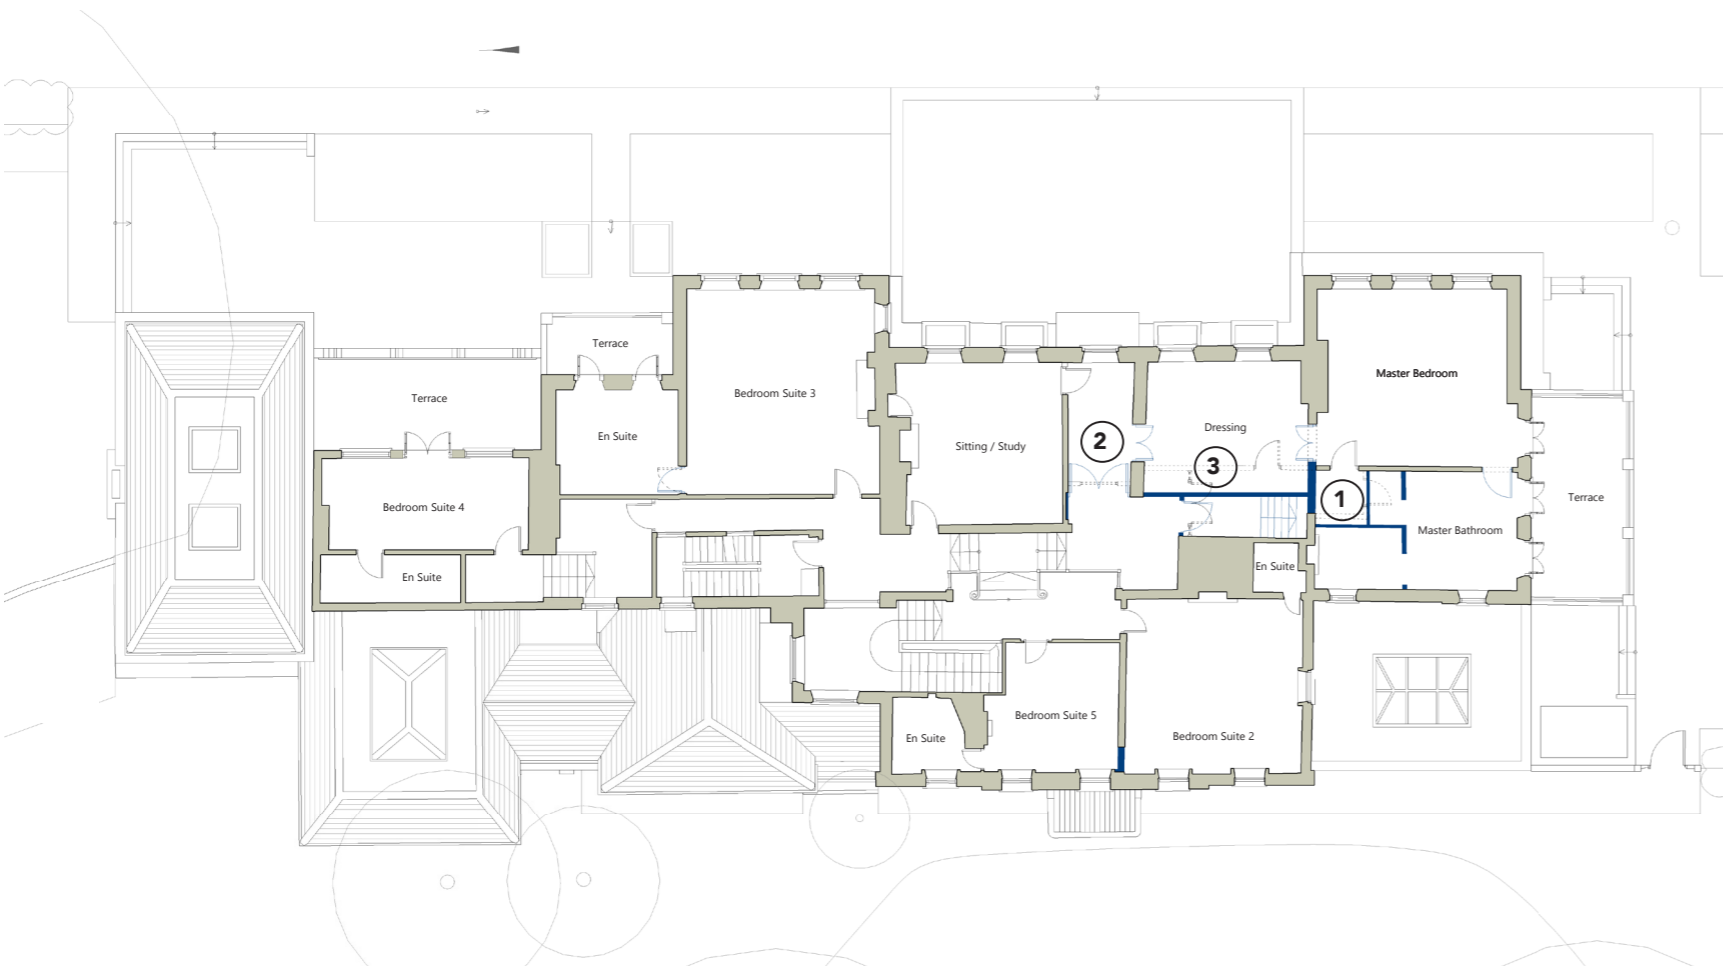 Terrace
Master Bedroom
Bedroom Suite 3
Terrace
Dressing
En Suite
2
Sitting / Study
3
1
Terrace
Bedroom Suite 4
Master Bathroom
En Suite
En Suite
Bedroom Suite 5
En Suite
Bedroom Suite 2